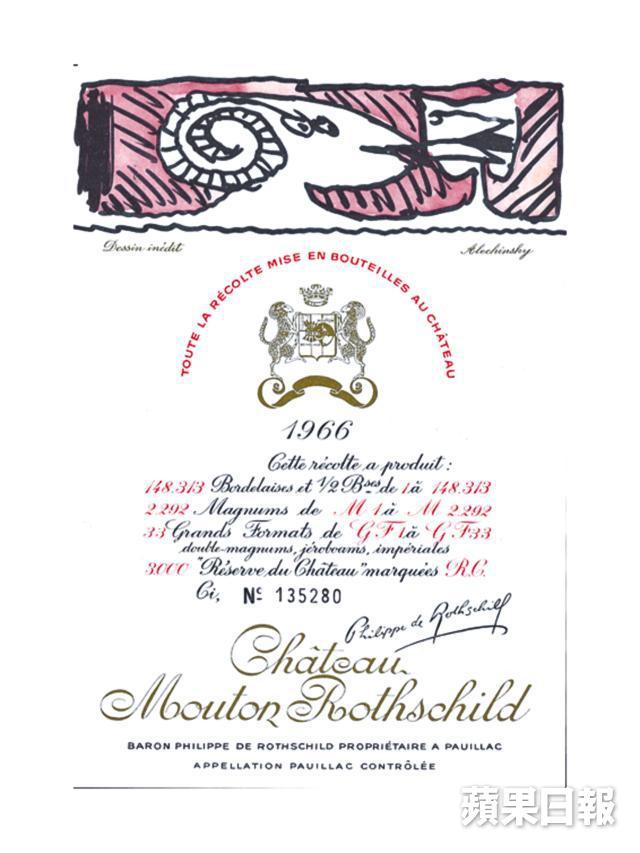 Dessin inédit
Alechinsky
TOUTE LA RÉCOLTE MISE EN BOUTEILLES AU CHÂTEAU
1966
Cette récolte a produit :
148.313 Bordelaises et 1/2 Bses de 1 à 148.313
2.292 Magnums de M 1 à M 2.292
33 Grands Formats de G F 1 à G F 33
double-magnums, jéroboams, impériales
3000 "Réserve du Château" marquées R.C.
Ci, No 135280
Philippe de Rothschild
Château
Mouton Rothschild
BARON PHILIPPE DE ROTHSCHILD PROPRIÉTAIRE A PAUILLAC
APPELLATION PAUILLAC CONTRÔLÉE
蘋果日報